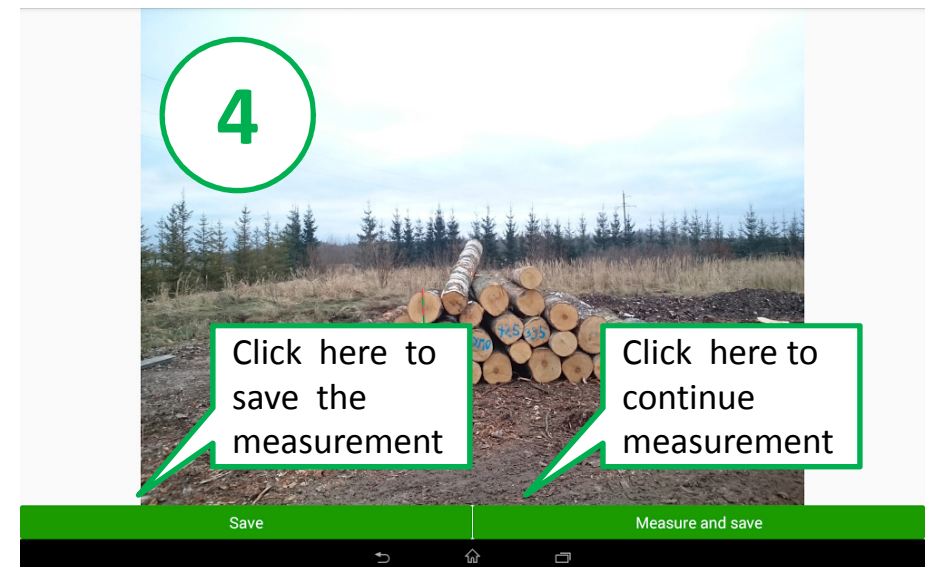 4
Click here to
save the
measurement
Click here to
continue
measurement
Save
Measure and save